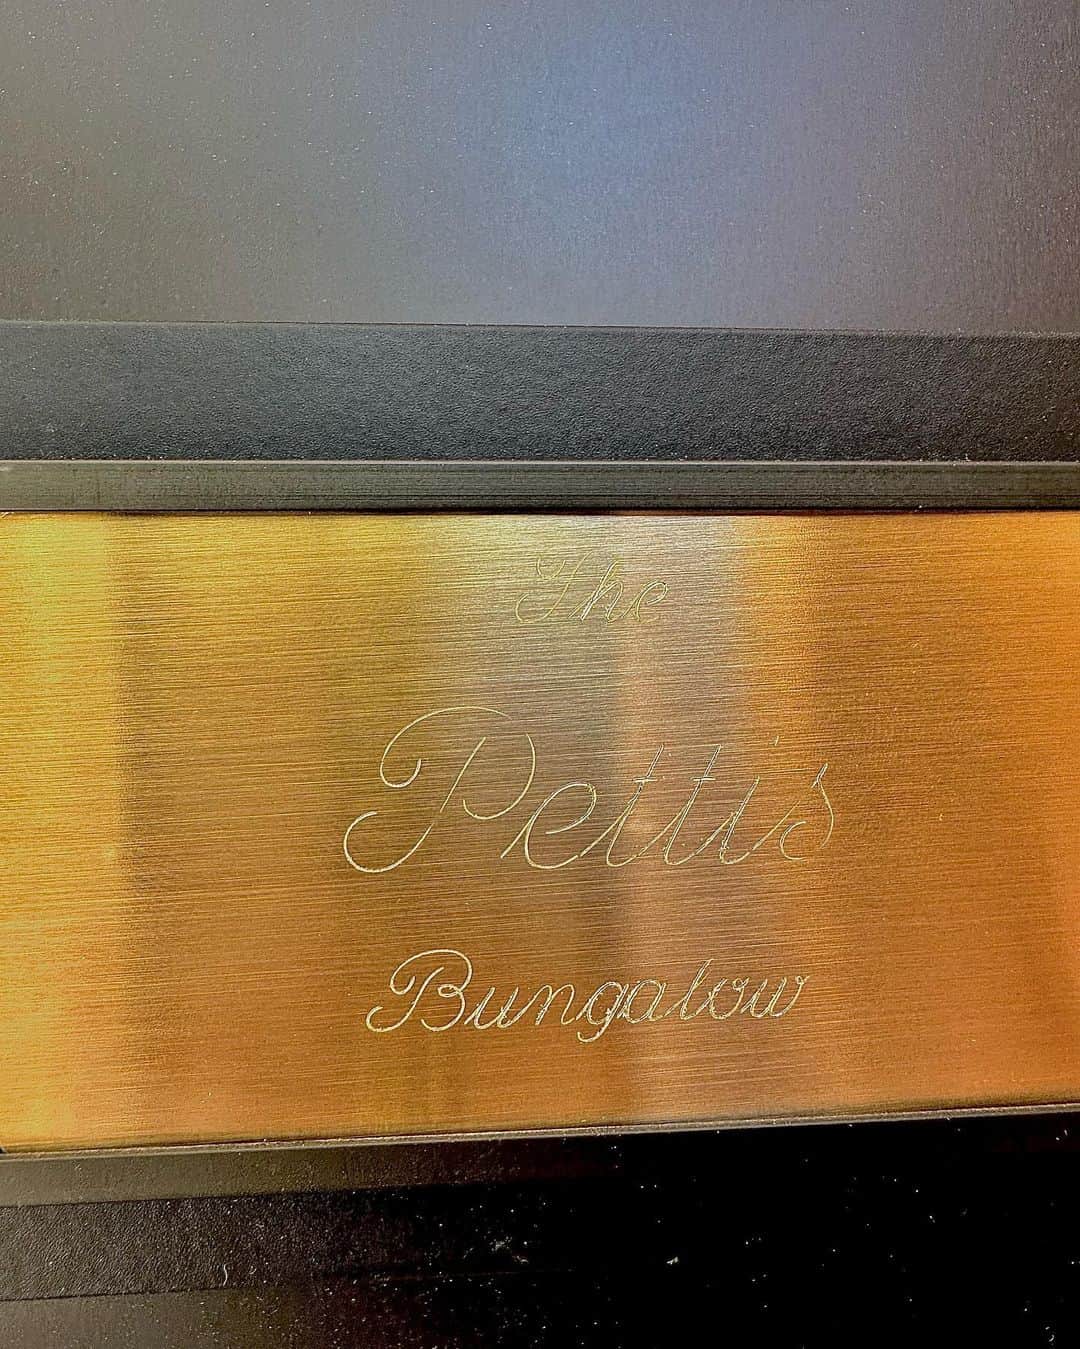 The
Pettis
Bungalow